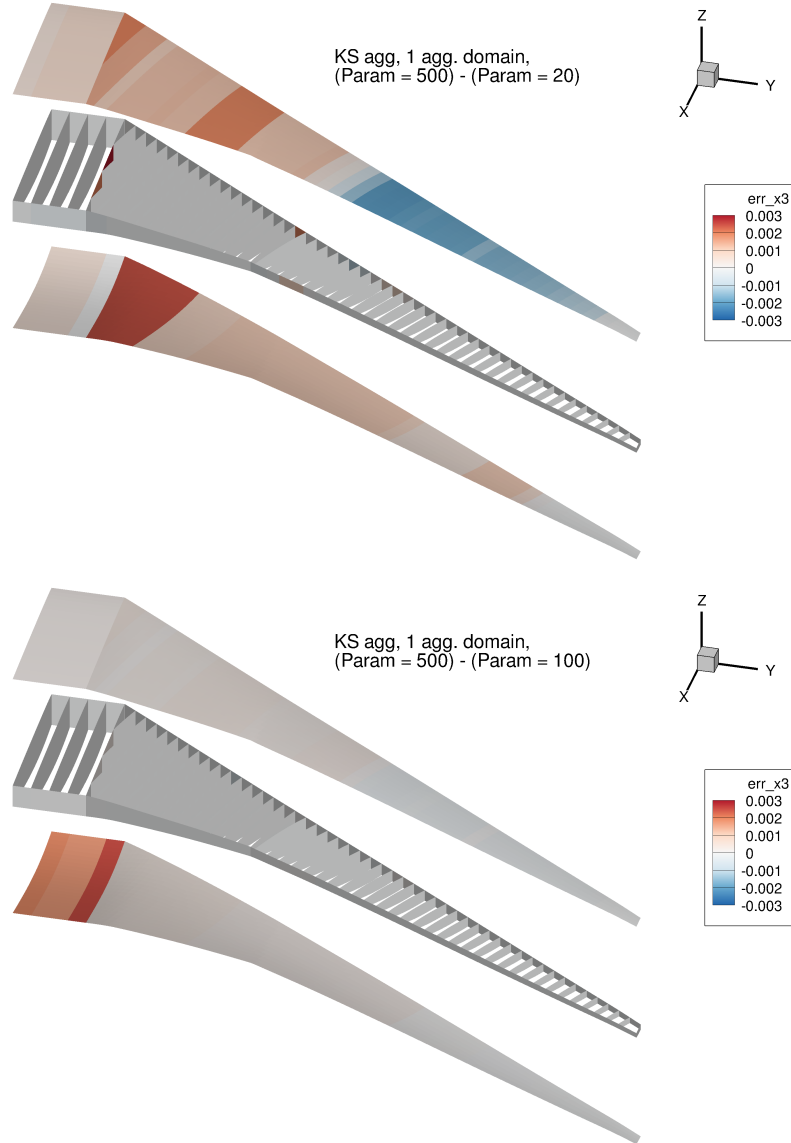 KS agg, 1 agg. domain,
(Param = 500) - (Param = 20)
Z
Y
X
err_x3
0.003
0.002
0.001
0
-0.001
-0.002
-0.003
KS agg, 1 agg. domain,
(Param = 500) - (Param = 100)
Z
Y
X
err_x3
0.003
0.002
0.001
0
-0.001
-0.002
-0.003